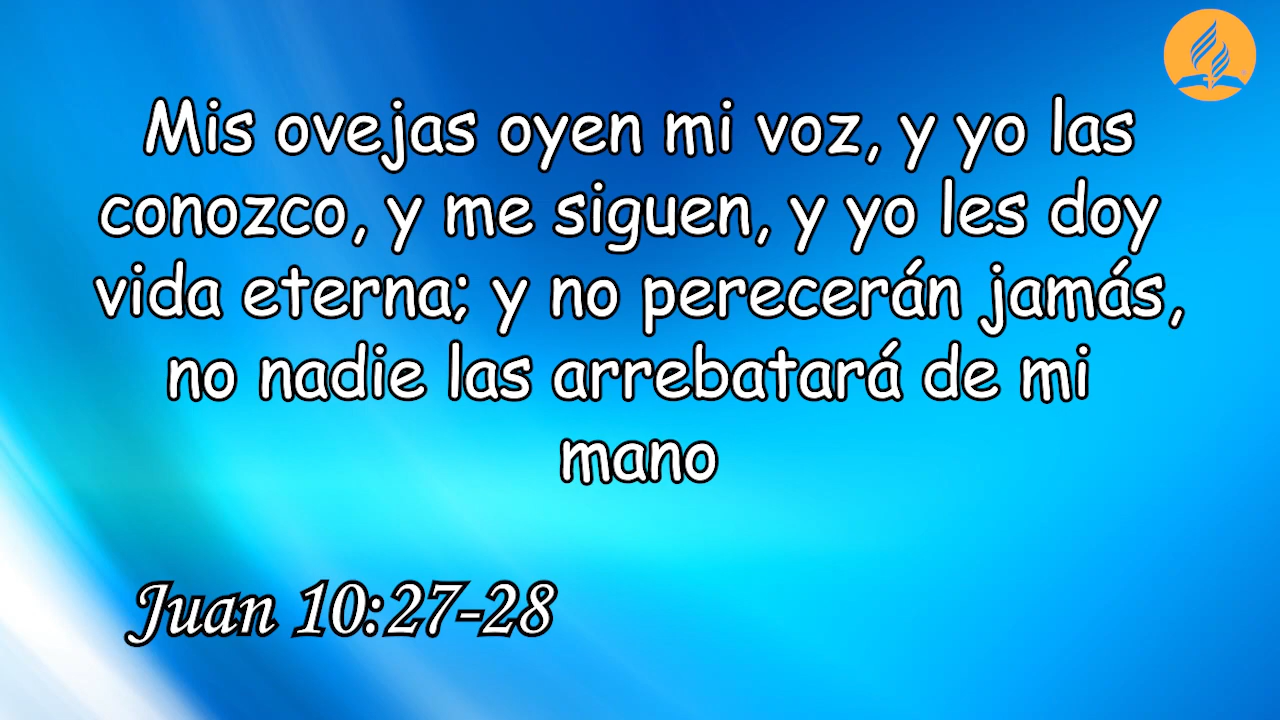 Mis ovejas oyen mi voz, y yo las
conozco, y me siguen, y yo les doy
vida eterna; y no perecerán jamás,
no nadie las arrebatará de mi
mano
Juan 10:27-28